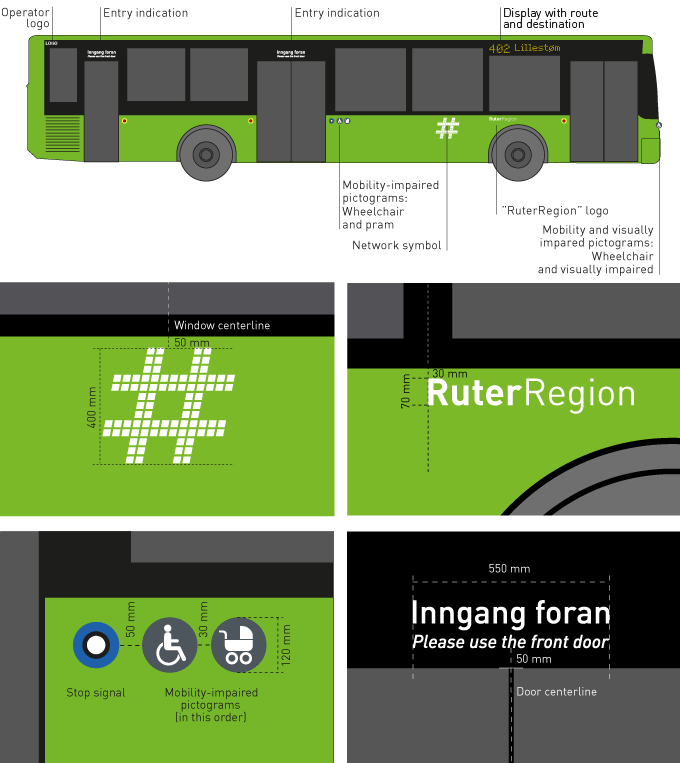 Operator
logo
Entry indication
Entry indication
Display with route
and destination
LOGO
Inngang foran
Please use the front door
Inngang foran
Please use the front door
402 Lillestøm
RuterRegion
Mobility-impaired
pictograms:
Wheelchair
and pram
Network symbol
"RuterRegion" logo
Mobility and visually
impared pictograms:
Wheelchair
and visually impaired
Window centerline
50 mm
400 mm
30 mm
70 mm
RuterRegion
50 mm
30 mm
120 mm
Stop signal
Mobility-impaired
pictograms
(in this order)
550 mm
Inngang foran
Please use the front door
50 mm
Door centerline